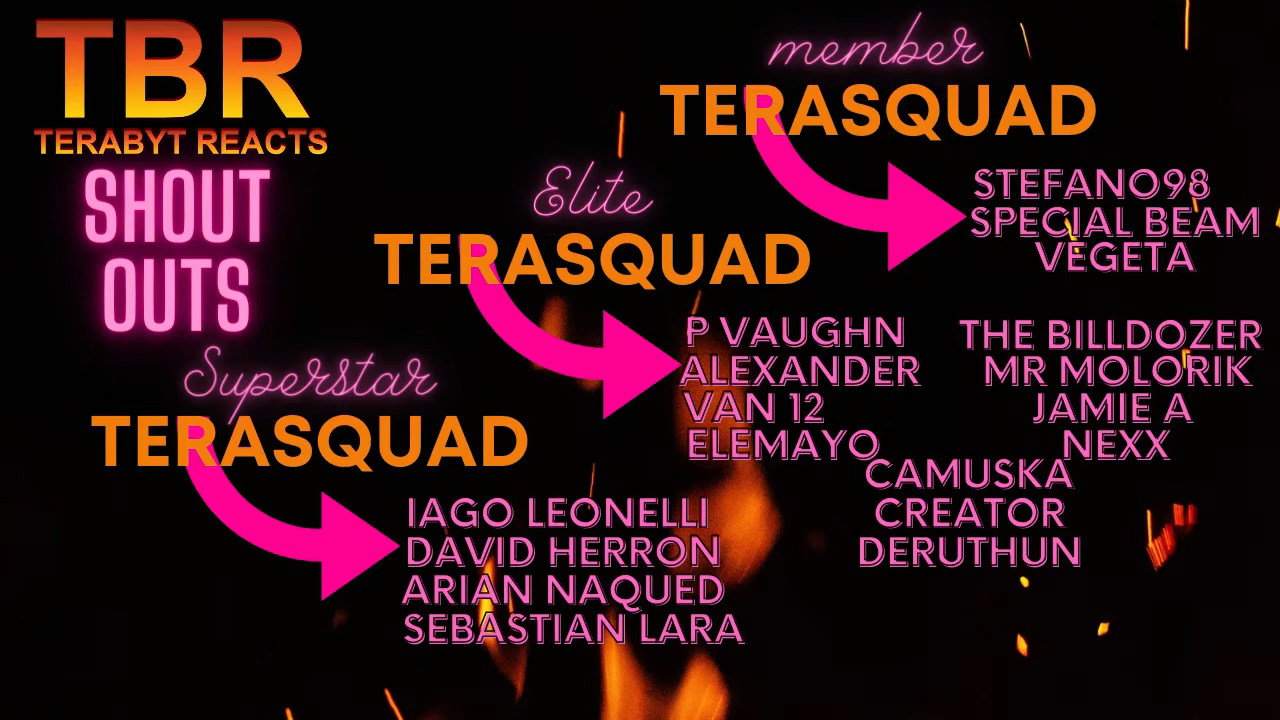 TBR
TERABYT REACTS
SHOUT
OUTS
member
TERASQUAD
STEFANO98
SPECIAL BEAM
VEGETA
Elite
TERASQUAD
P VAUGHN
ALEXANDER
VAN 12
ELEMAYO
THE BILLDOZER
MR MOLORIK
JAMIE A
NEXX
CAMUSKA
CREATOR
DERUTHUN
Superstar
TERASQUAD
IAGO LEONELLI
DAVID HERRON
ARIAN NAQUED
SEBASTIAN LARA